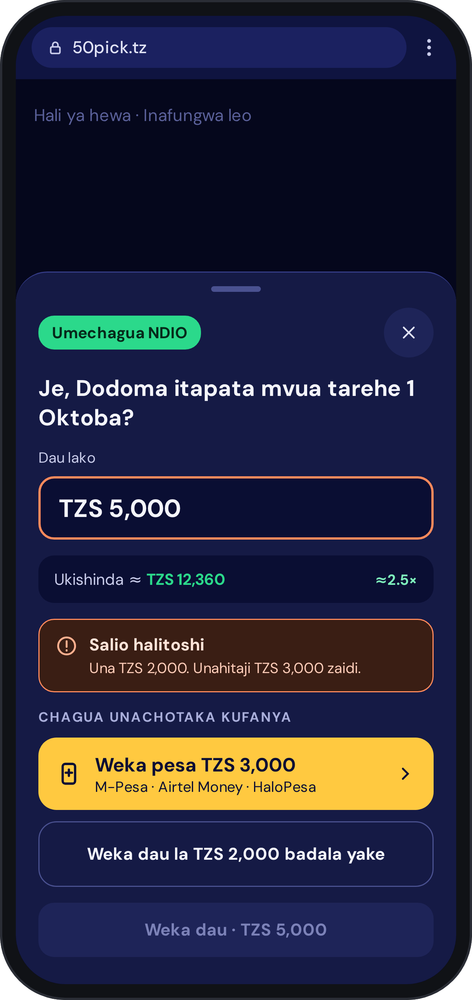 50pick.tz
Hali ya hewa · Inafungwa leo
Umechagua NDIO
Je, Dodoma itapata mvua tarehe 1
Oktoba?
Dau lako
TZS 5,000
Ukishinda ≈ TZS 12,360
≈2.5×
Salio halitoshi
Una TZS 2,000. Unahitaji TZS 3,000 zaidi.
CHAGUA UNACHOTAKA KUFANYA
Weka pesa TZS 3,000
M-Pesa · Airtel Money · HaloPesa
Weka dau la TZS 2,000 badala yake
Weka dau · TZS 5,000